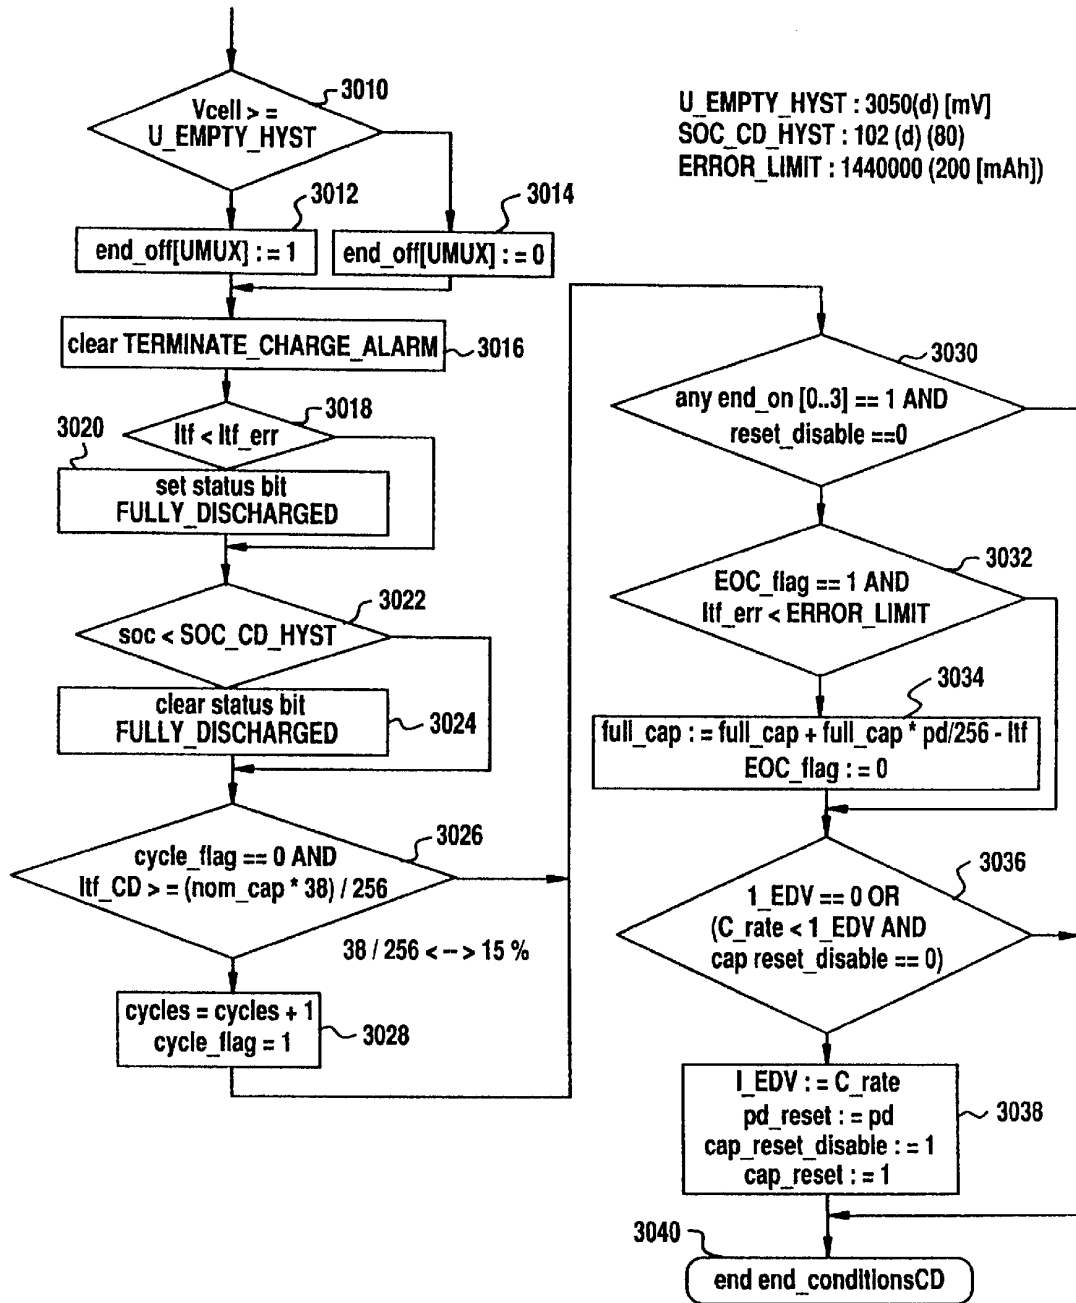 3010
Vcell > =
U_EMPTY_HYST
U_EMPTY_HYST : 3050(d) [mV]
SOC_CD_HYST : 102 (d) (80)
ERROR_LIMIT : 1440000 (200 [mAh])
3012
end_off[UMUX] : = 1
3014
end_off[UMUX] : = 0
clear TERMINATE_CHARGE_ALARM
3016
3018
ltf < ltf_err
3020
set status bit
FULLY_DISCHARGED
3022
soc < SOC_CD_HYST
clear status bit
FULLY_DISCHARGED
3024
3026
cycle_flag == 0 AND
ltf_CD > = (nom_cap * 38) / 256
38 / 256 < -- > 15 %
cycles = cycles + 1
cycle_flag = 1
3028
3030
any end_on [0..3] == 1 AND
reset_disable ==0
3032
EOC_flag == 1 AND
ltf_err < ERROR_LIMIT
3034
full_cap : = full_cap + full_cap * pd/256 - ltf
EOC_flag : = 0
3036
1_EDV == 0 OR
(C_rate < 1_EDV AND
cap reset_disable == 0)
I_EDV : = C_rate
pd_reset : = pd
cap_reset_disable : = 1
cap_reset : = 1
3038
3040
end end_conditionsCD